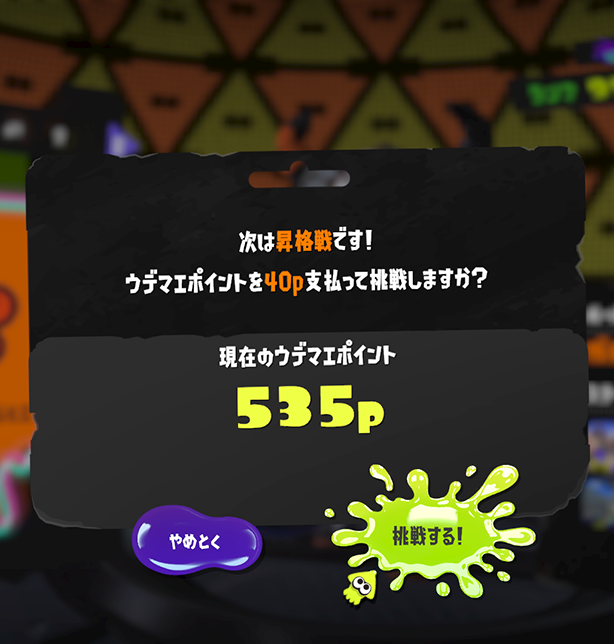 次は昇格戦です!
ウデマエポイントを40p支払って挑戦しますか?
現在のウデマエポイント
535p
やめとく
挑戦する!